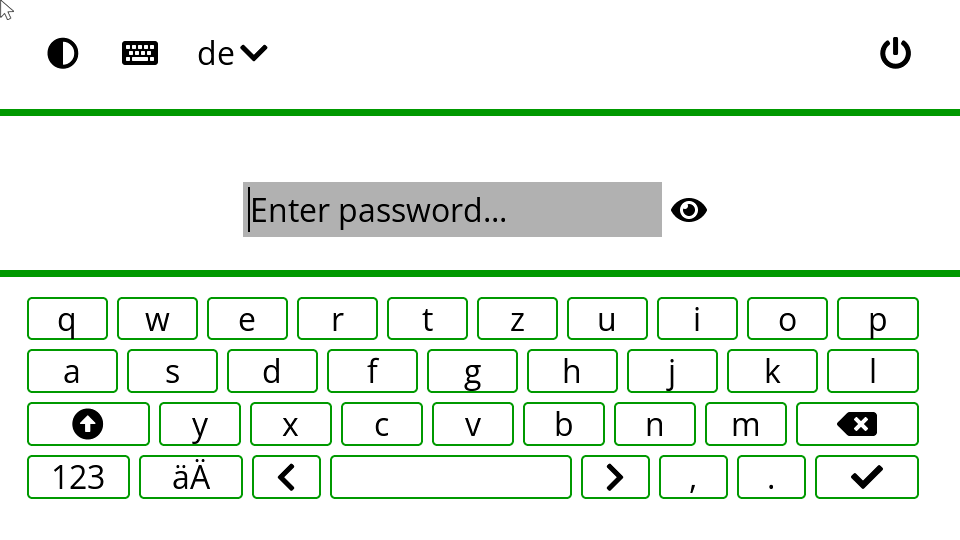 de
Enter password...
q w e r t z u i o p
a s d f g h j k l
y x c v b n m
123 äÄ , .